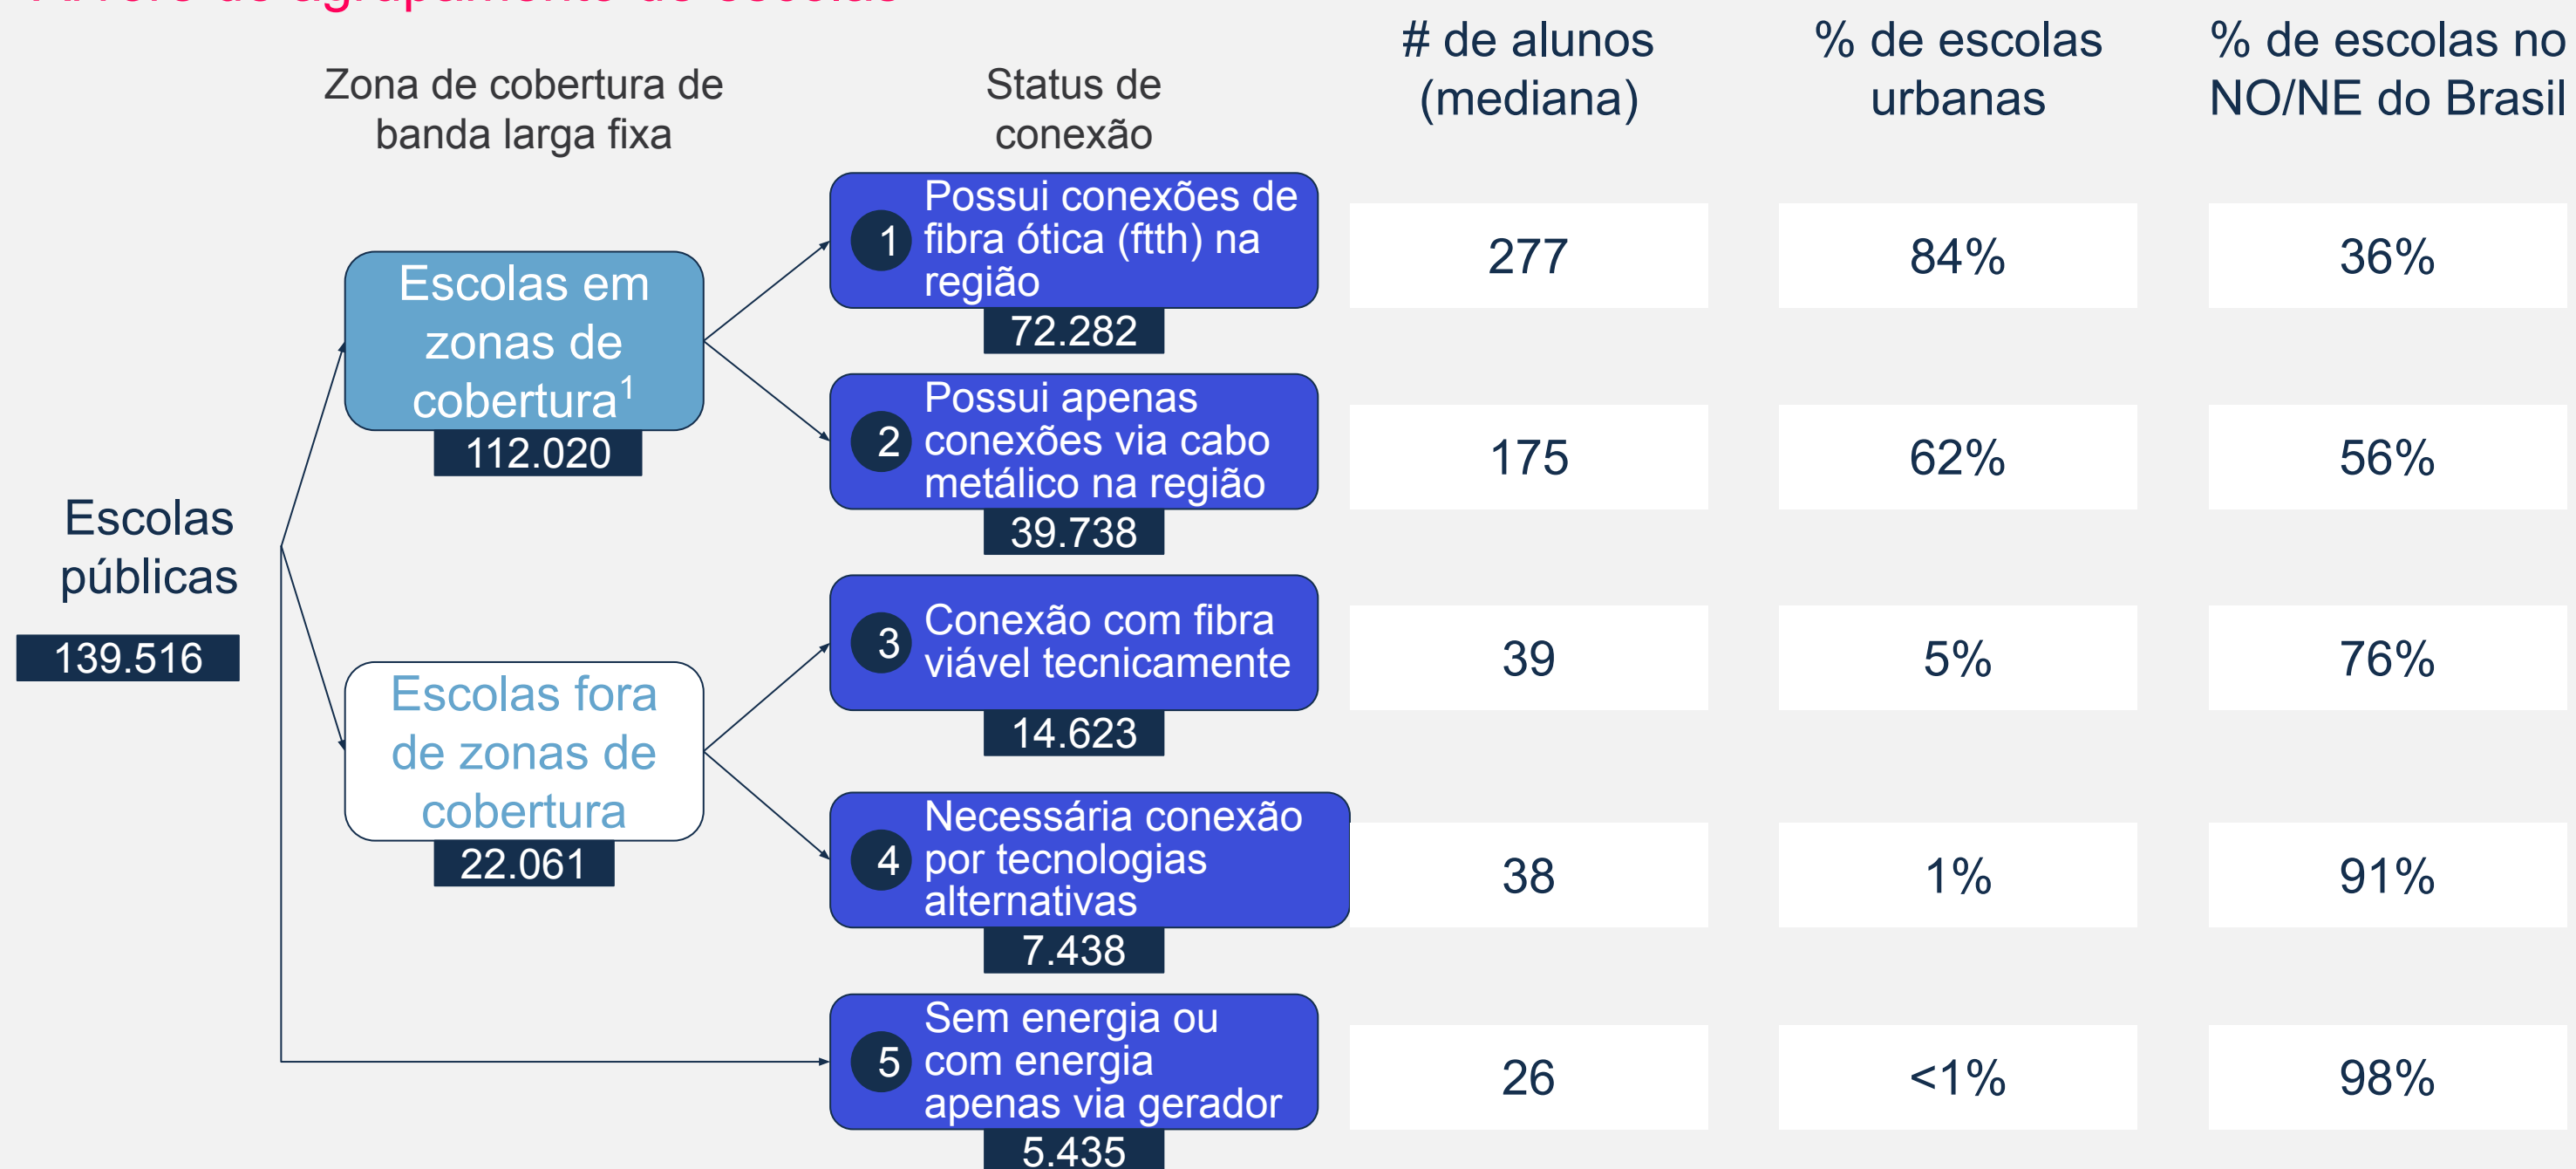 de agrupamento de escolas
Zona de cobertura de
banda larga fixa
Status de
conexão
# de alunos
(mediana)
% de escolas
urbanas
% de escolas no
NO/NE do Brasil
Escolas
públicas
139.516
Escolas em
zonas de
cobertura¹
112.020
Escolas fora
de zonas de
cobertura
22.061
1
Possui conexões de
fibra ótica (ftth) na
região
72.282
277
84%
36%
2
Possui apenas
conexões via cabo
metálico na região
39.738
175
62%
56%
3
Conexão com fibra
viável tecnicamente
14.623
39
5%
76%
4
Necessária conexão
por tecnologias
alternativas
7.438
38
1%
91%
5
Sem energia ou
com energia
apenas via gerador
5.435
26
<1%
98%